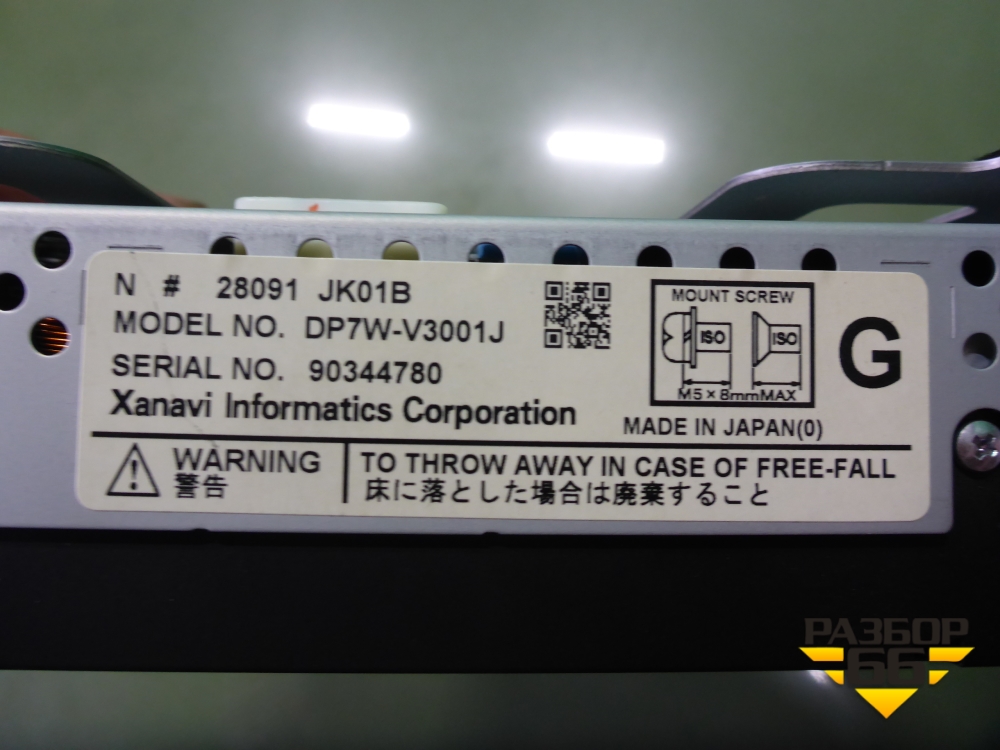 N # 28091 JK01B
MODEL NO. DP7W-V3001J
SERIAL NO. 90344780
Xanavi Informatics Corporation
MOUNT SCREW
ISO ISO
M5×8mmMAX
G
MADE IN JAPAN(0)
WARNING
警告
TO THROW AWAY IN CASE OF FREE-FALL
床に落とした場合は廃棄すること
РАЗБОР
66